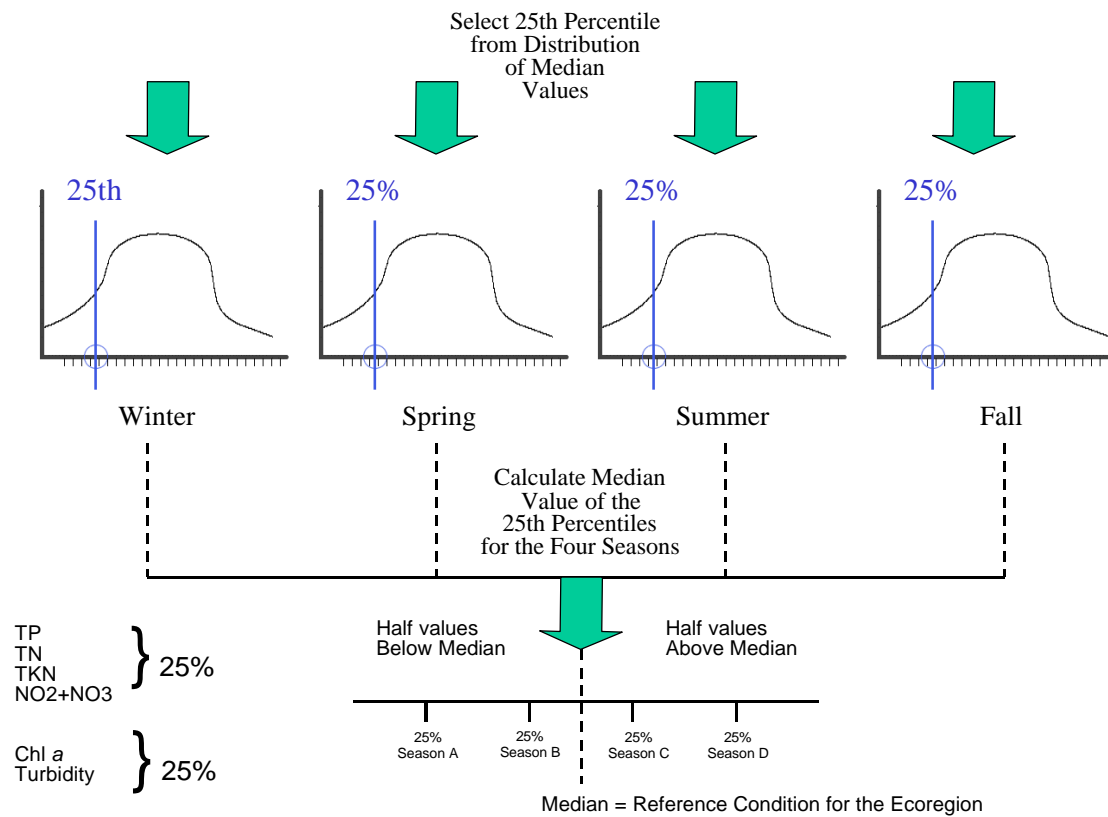 Select 25th Percentile
from Distribution
of Median
Values
25th
25%
25%
25%
Winter
Spring
Summer
Fall
Calculate Median
Value of the
25th Percentiles
for the Four Seasons
Half values
Below Median
Half values
Above Median
TP
TN
TKN
NO2+NO3
} 25%
Chl a
Turbidity
} 25%
25%
Season A
25%
Season B
25%
Season C
25%
Season D
Median = Reference Condition for the Ecoregion